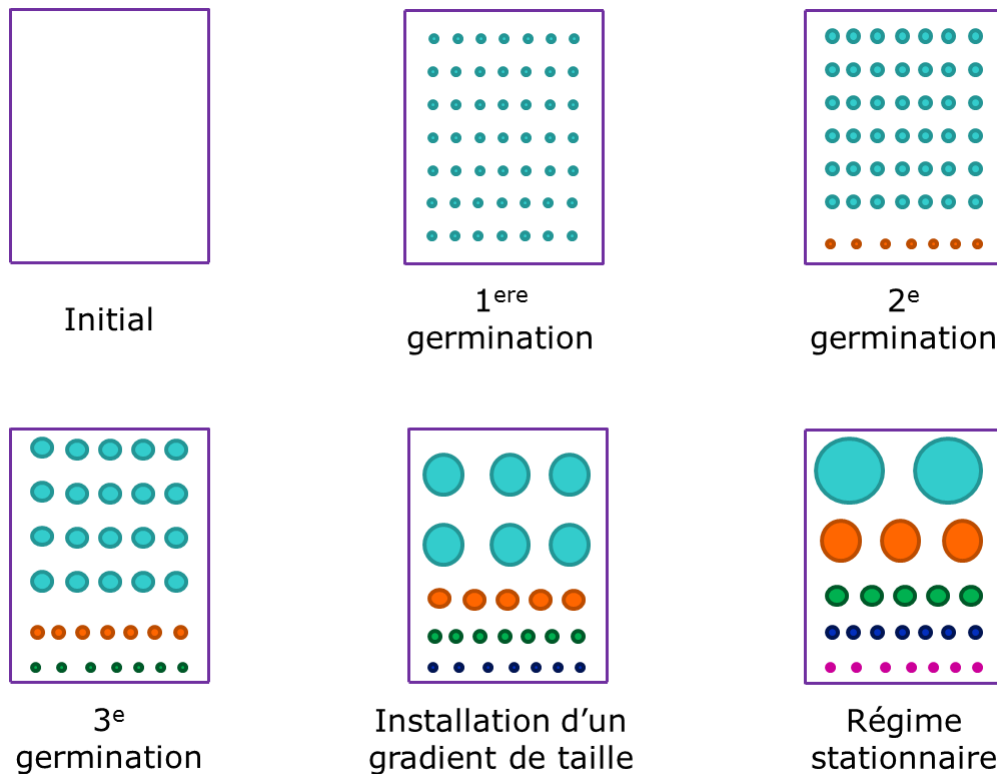 Initial
1ere
germination
2e
germination
3e
germination
Installation d’un
gradient de taille
Régime
stationnaire